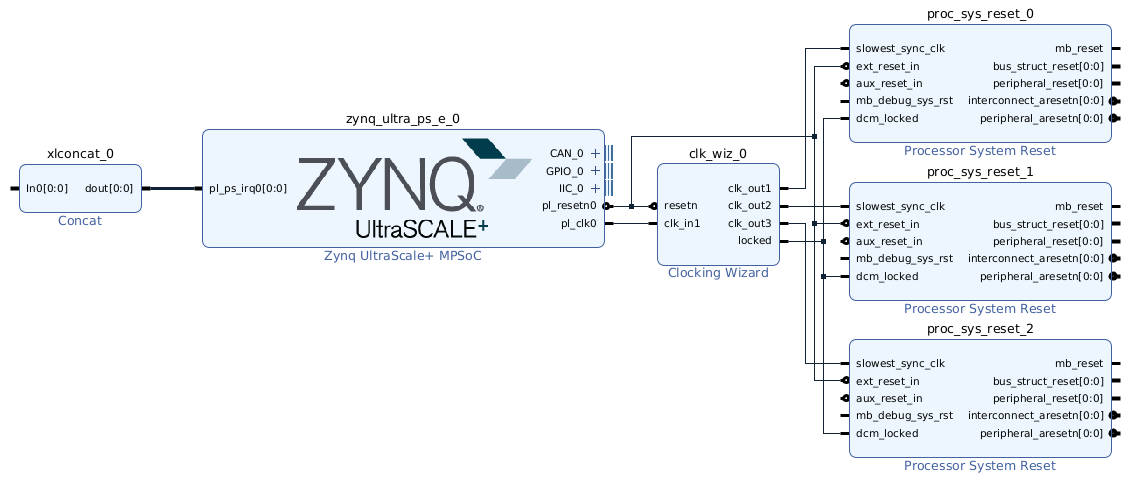 xlconcat_0
In0[0:0]
dout[0:0]
Concat
zynq_ultra_ps_e_0
pl_ps_irq0[0:0]
ZYNQ®
UltraSCALE+
CAN_0
GPIO_0
IIC_0
pl_resetn0
pl_clk0
Zynq UltraScale+ MPSoC
clk_wiz_0
resetn
clk_in1
clk_out1
clk_out2
clk_out3
locked
Clocking Wizard
proc_sys_reset_0
slowest_sync_clk
ext_reset_in
aux_reset_in
mb_debug_sys_rst
dcm_locked
mb_reset
bus_struct_reset[0:0]
peripheral_reset[0:0]
interconnect_aresetn[0:0]
peripheral_aresetn[0:0]
Processor System Reset
proc_sys_reset_1
slowest_sync_clk
ext_reset_in
aux_reset_in
mb_debug_sys_rst
dcm_locked
mb_reset
bus_struct_reset[0:0]
peripheral_reset[0:0]
interconnect_aresetn[0:0]
peripheral_aresetn[0:0]
Processor System Reset
proc_sys_reset_2
slowest_sync_clk
ext_reset_in
aux_reset_in
mb_debug_sys_rst
dcm_locked
mb_reset
bus_struct_reset[0:0]
peripheral_reset[0:0]
interconnect_aresetn[0:0]
peripheral_aresetn[0:0]
Processor System Reset